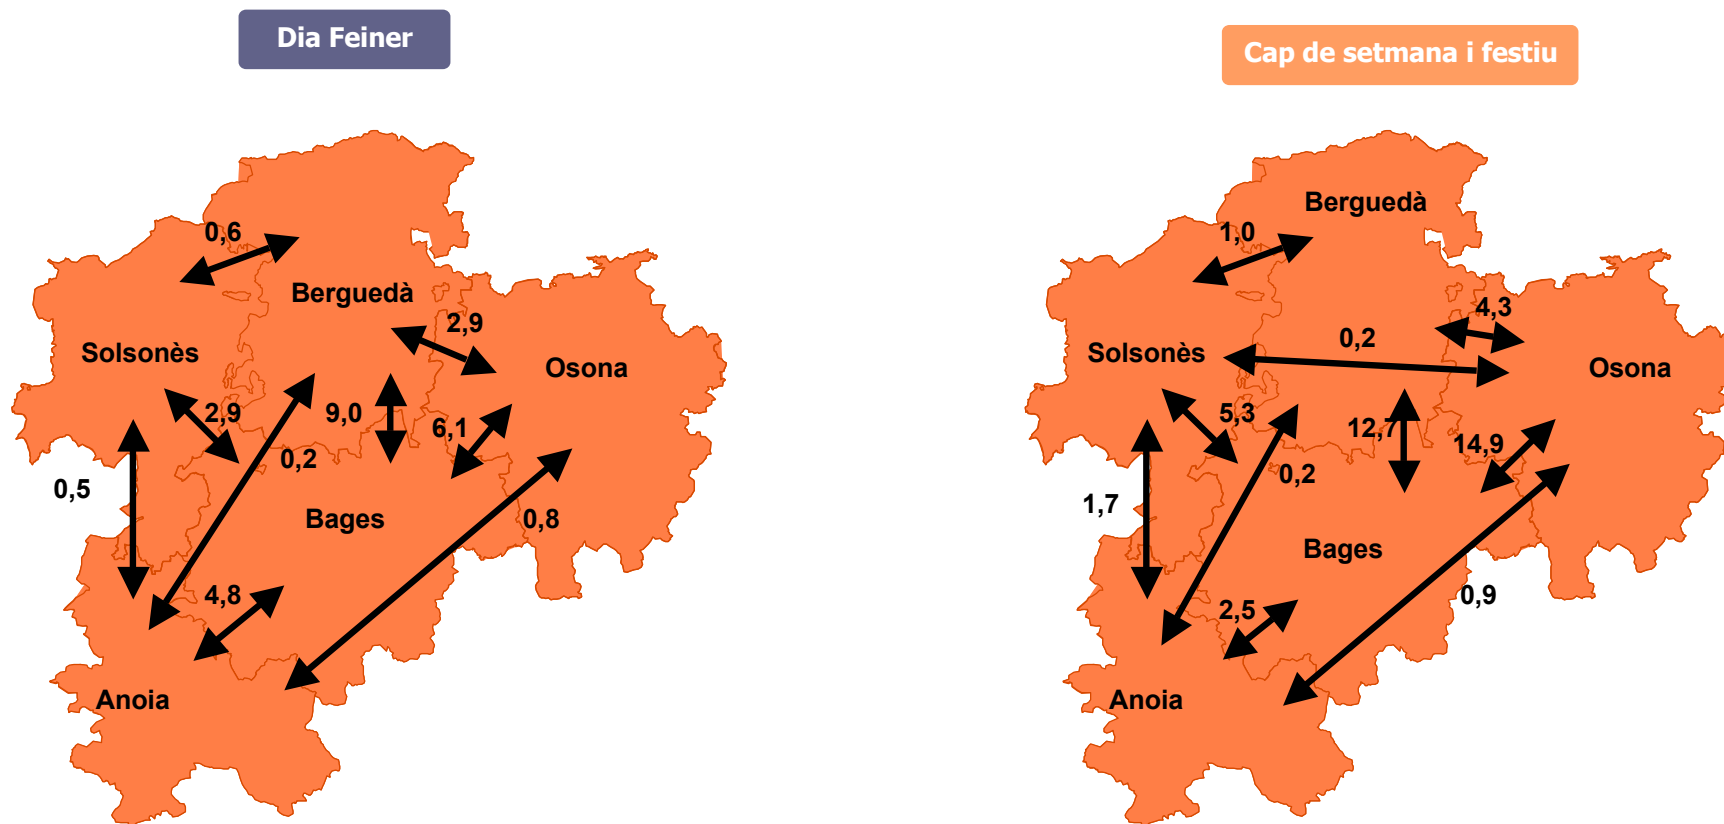 Dia Feiner
0,6
Berguedà
2,9
Solsonès
Osona
2,9
9,0
6,1
0,2
0,5
Bages
0,8
4,8
Anoia
Cap de setmana i festiu
Berguedà
1,0
4,3
0,2
Solsonès
Osona
5,3
12,7
14,9
0,2
1,7
Bages
0,9
2,5
Anoia